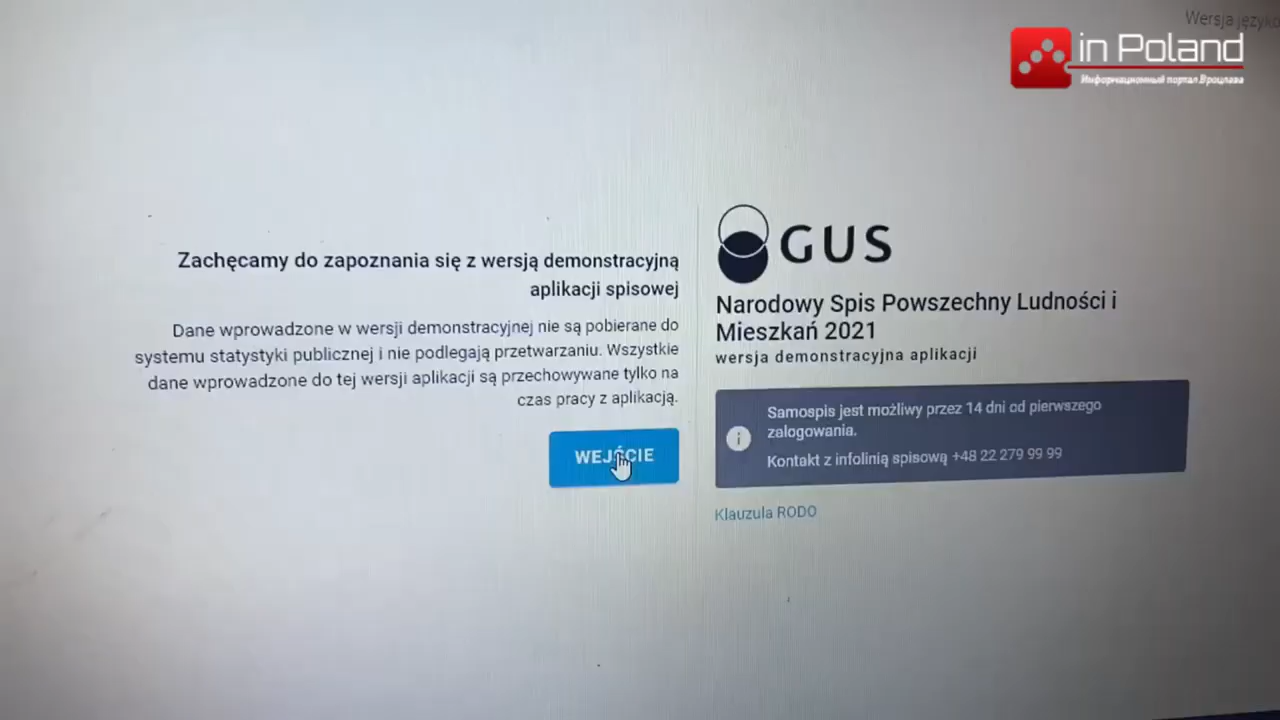 Wersja języko
in Poland
Информационный портал Вроцлава
Zachęcamy do zapoznania się z wersją demonstracyjną
aplikacji spisowej
Dane wprowadzone w wersji demonstracyjnej nie są pobierane do
systemu statystyki publicznej i nie podlegają przetwarzaniu. Wszystkie
dane wprowadzone do tej wersji aplikacji są przechowywane tylko na
czas pracy z aplikacją.
WEJŚCIE
GUS
Narodowy Spis Powszechny Ludności i
Mieszkań 2021
wersja demonstracyjna aplikacji
Samospis jest możliwy przez 14 dni od pierwszego
zalogowania.
Kontakt z infolinią spisową +48 22 279 99 99
Klauzula RODO